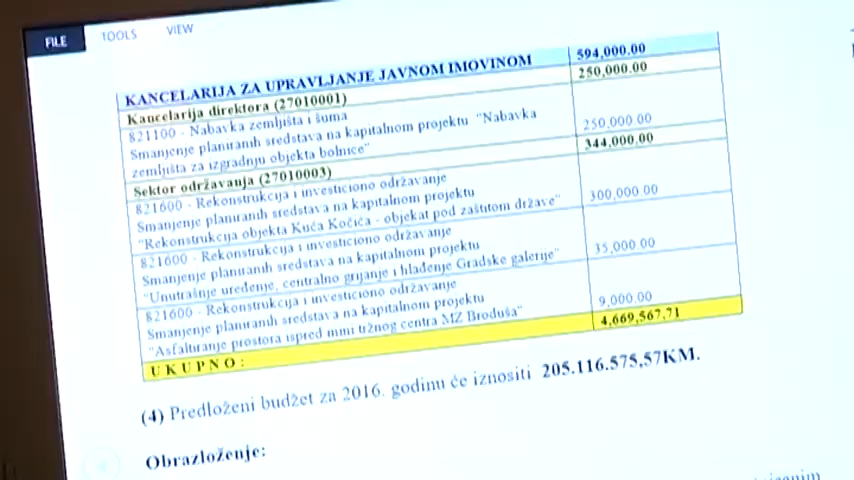 FILE TOOLS VIEW
KANCELARIJA ZA UPRAVLJANJE JAVNOM IMOVINOM 594,000.00
Kancelarija direktora (27010001) 250,000.00
821100 - Nabavka zemljišta i šuma
Smanjenje planiranih sredstava na kapitalnom projektu "Nabavka
zemljišta za izgradnju objekta bolnice" 250,000.00
Sektor održavanja (27010003) 344,000.00
821600 - Rekonstrukcija i investiciono održavanje
Smanjenje planiranih sredstava na kapitalnom projektu
"Rekonstrukcija objekta Kuća Kočića - objekat pod zaštitom države" 300,000.00
821600 - Rekonstrukcija i investiciono održavanje
Smanjenje planiranih sredstava na kapitalnom projektu
"Unutrašnje uređenje, centralno grijanje i hlađenje Gradske galerije" 35,000.00
821600 - Rekonstrukcija i investiciono održavanje
Smanjenje planiranih sredstava na kapitalnom projektu
"Asfaltiranje prostora ispred mini tržnog centra MZ Broduša" 9,000.00
UKUPNO: 4,669,567.71
(4) Predloženi budžet za 2016. godinu će iznositi 205.116.575,57KM.
Obrazloženje: